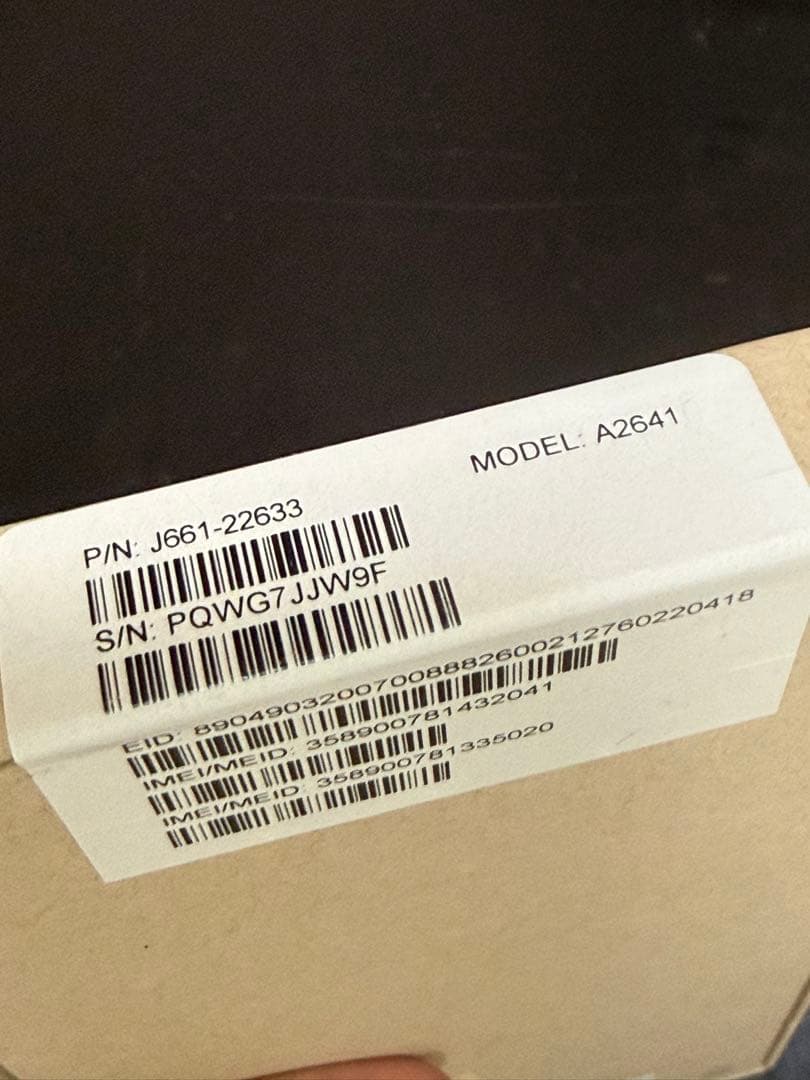 MODEL: A2641
P/N: J661-22633
S/N: PQWG7JJW9F
EID: 89049032007008882600212760220418
IMEI/MEID: 358900781432041
IMEI/MEID: 358900781335020